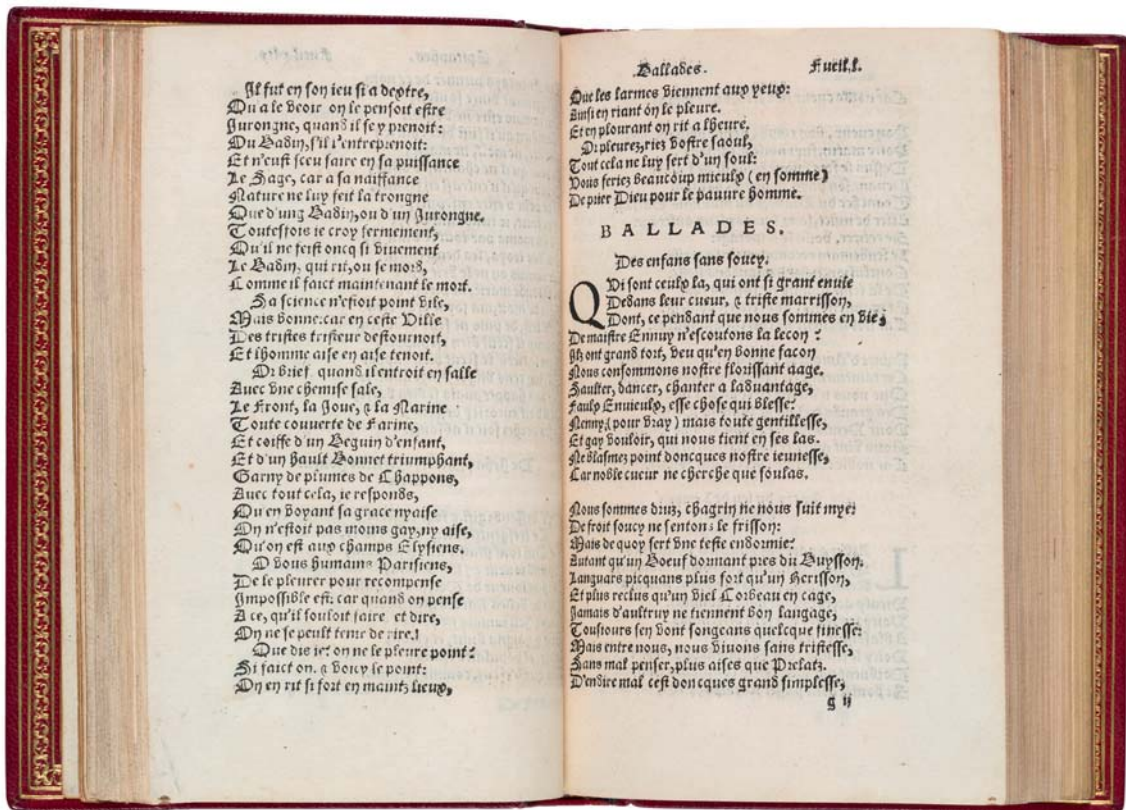 Il fut en son ieu si adextre,
Qu'a le veoir on le pensoit estre
Iurongne, quand il se y prenoit:
Ou Badin, s'il l'entreprenoit:
Et n'eust sceu faire en sa puissance
Le Sage, car a sa naissance
Nature ne luy feit la trongne
Que d'ung Badin, ou d'un Iurongne.
Toutesfois ie croy fermement,
Qu'il ne feist oncq si viuement
Le Badin, qui rit, ou se mord,
Comme il faict maintenant le mort.
Sa science n'estoit point vile,
Mais bonne: car en ceste Ville
Des tristes tristeur destournoit,
Et lhomme aise en aise tenoit.
Or brief, quand il entroit en salle
Auec vne chemise sale,
Le Front, la Ioue, & la Narine
Toute couuerte de Farine,
Et coiffe d'un Beguin d'enfant,
Et d'un hault Bonnet triumphant,
Garny de plumes de Chappons,
Auec tout cela, ie responds,
Qu'en voyant sa grace nyaise
On n'estoit pas moins gay, ny aise,
Qu'on est aux champs Elysiens.
O vous humains Parisiens,
De le pleurer pour recompense
Impossible est: car quand on pense
A ce, qu'il souloit faire, et dire,
On ne se peult tenir de rire.
Que dis ie? on ne le pleure point?
Si faict on, & voicy le point:
On en rit si fort en maintz lieux,
Ballades. Fueil.l.
Que les larmes viennent aux yeux:
Ainsi en riant on le pleure.
Et en plourant on rit a lheure.
Or pleurez, riez vostre saoul,
Tout cela ne luy sert d'un soul:
Vous feriez beaucoup mieulx (en somme)
De prier Dieu pour le pauure homme.
BALLADES.
Des enfans sans soucy.
QVi sont ceulx la, qui ont si grant enuie
Dedans leur cueur, & triste marrisson,
Dont, ce pendant que nous sommes en vie,
De maistre Ennuy n'escoutons la lecon?
Ilz ont grand tort, veu qu'en bonne facon
Nous consommons nostre florissant aage.
Saulter, dancer, chanter a laduantage,
Faulx Enuieulx, esse chose qui blesse?
Nenny, (pour vray) mais toute gentillesse,
Et gay vouloir, qui nous tient en ses las.
Ne blasmez point doncques nostre ieunesse,
Car noble cueur ne cherche que soulas.
Nous sommes druz, chagrin ne nous suit mye:
De froit soucy ne sentons le frisson:
Mais de quoy sert vne teste endormie?
Autant qu'un Boeuf dormant pres du Buysson.
Languars picquans plus fort qu'un Herisson,
Et plus reclus qu'un viel Corbeau en cage,
Iamais d'aultruy ne tiennent bon langage,
Tousiours sen vont songeans quelcque finesse:
Mais entre nous, nous viuons sans tristesse,
Sans mal penser, plus aises que Prelatz.
D'en dire mal cest doncques grand simplesse,
g ij